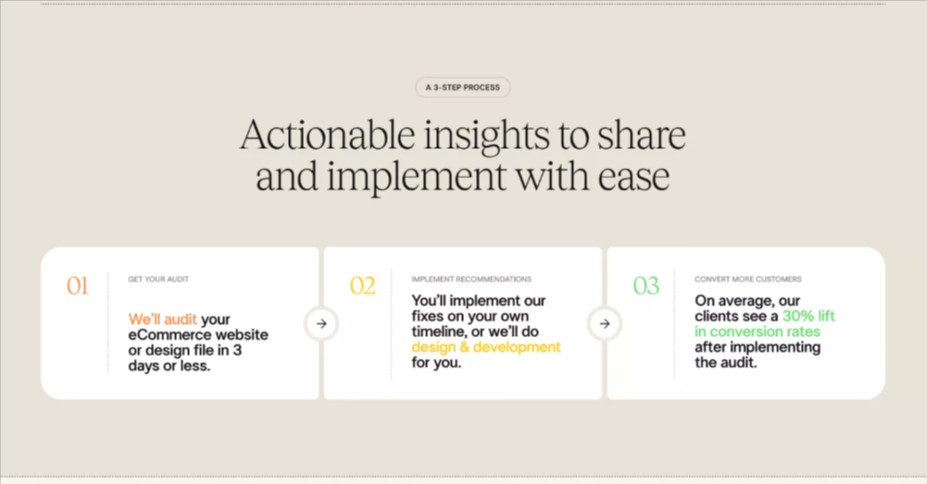 A 3-STEP PROCESS
Actionable insights to share
and implement with ease
01
GET YOUR AUDIT
We'll audit your
eCommerce website
or design file in 3
days or less.
02
IMPLEMENT RECOMMENDATIONS
You'll implement our
fixes on your own
timeline, or we'll do
design & development
for you.
03
CONVERT MORE CUSTOMERS
On average, our
clients see a 30% lift
in conversion rates
after implementing
the audit.